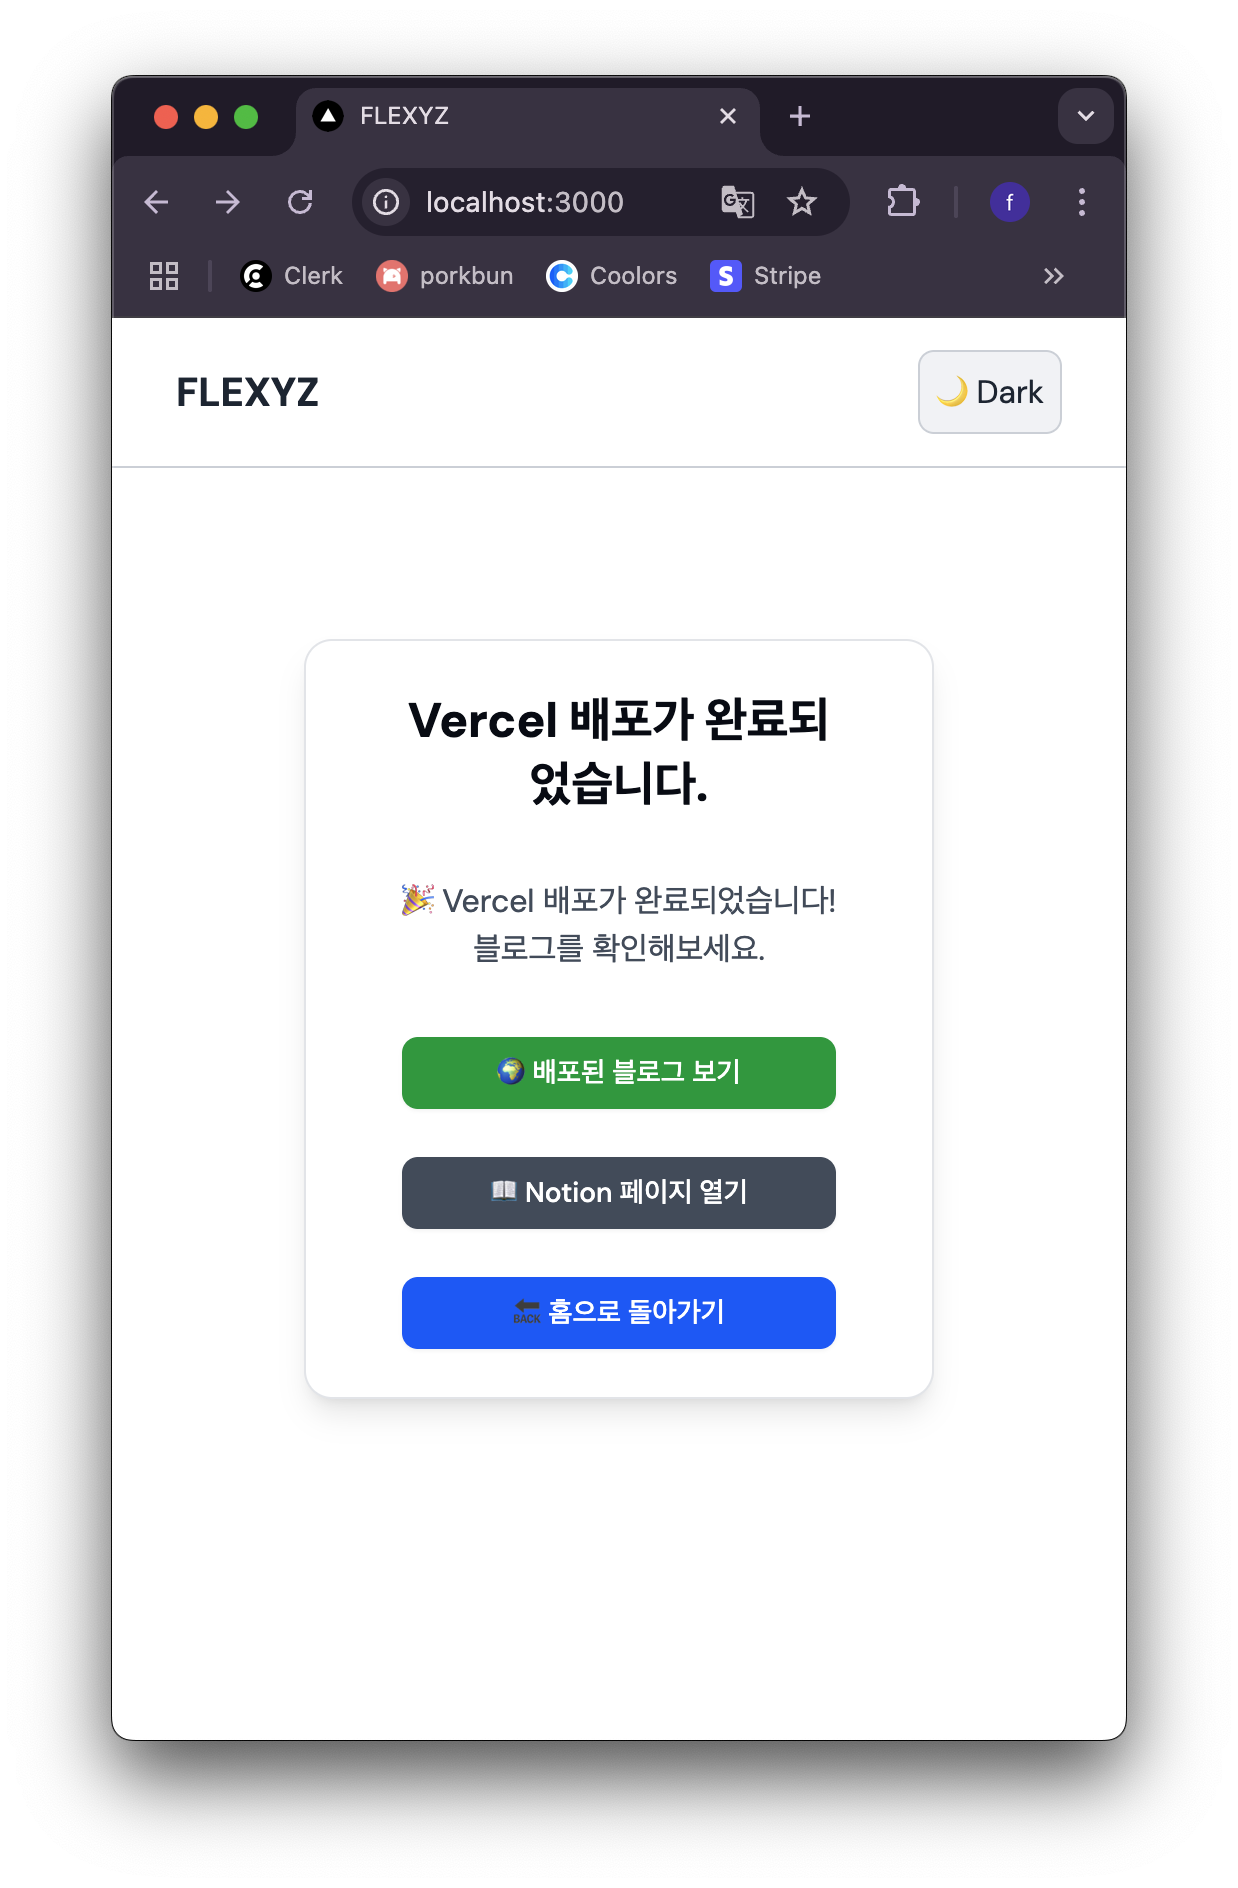 FLEXYZ
localhost:3000
f
Clerk
porkbun
Coolors
Stripe
FLEXYZ
🌙 Dark
Vercel 배포가 완료되
었습니다.
🎉 Vercel 배포가 완료되었습니다!
블로그를 확인해보세요.
🌍 배포된 블로그 보기
📖 Notion 페이지 열기
🔙 홈으로 돌아가기